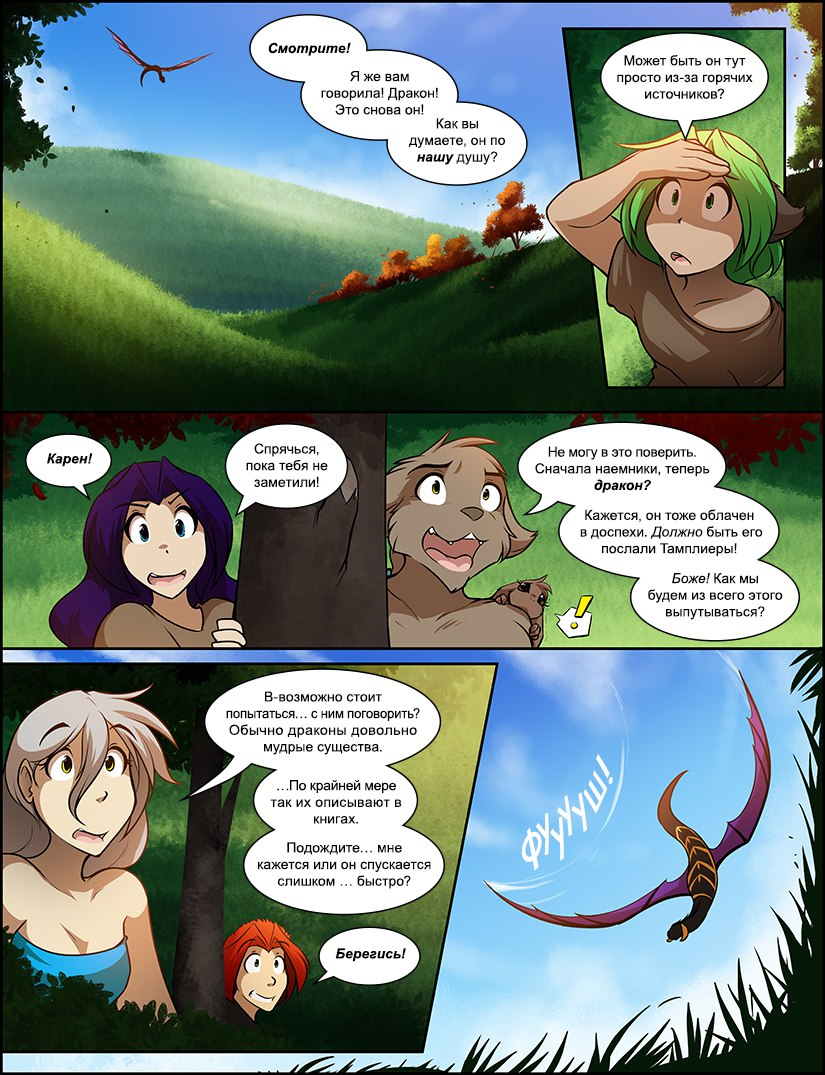 Смотрите!
Я же вам
говорила! Дракон!
Это снова он!
Как вы
думаете, он по
нашу душу?
Может быть он тут
просто из-за горячих
источников?
Карен!
Спрячься,
пока тебя не
заметили!
Не могу в это поверить.
Сначала наемники, теперь
дракон?
Кажется, он тоже облачен
в доспехи. Должно быть его
послали Тамплиеры!
Боже! Как мы
будем из всего этого
выпутываться?
!
В-возможно стоит
попытаться... с ним поговорить?
Обычно драконы довольно
мудрые существа.
...По крайней мере
так их описывают в
книгах.
Подождите... мне
кажется или он спускается
слишком ... быстро?
Берегись!
ФУуУуш!